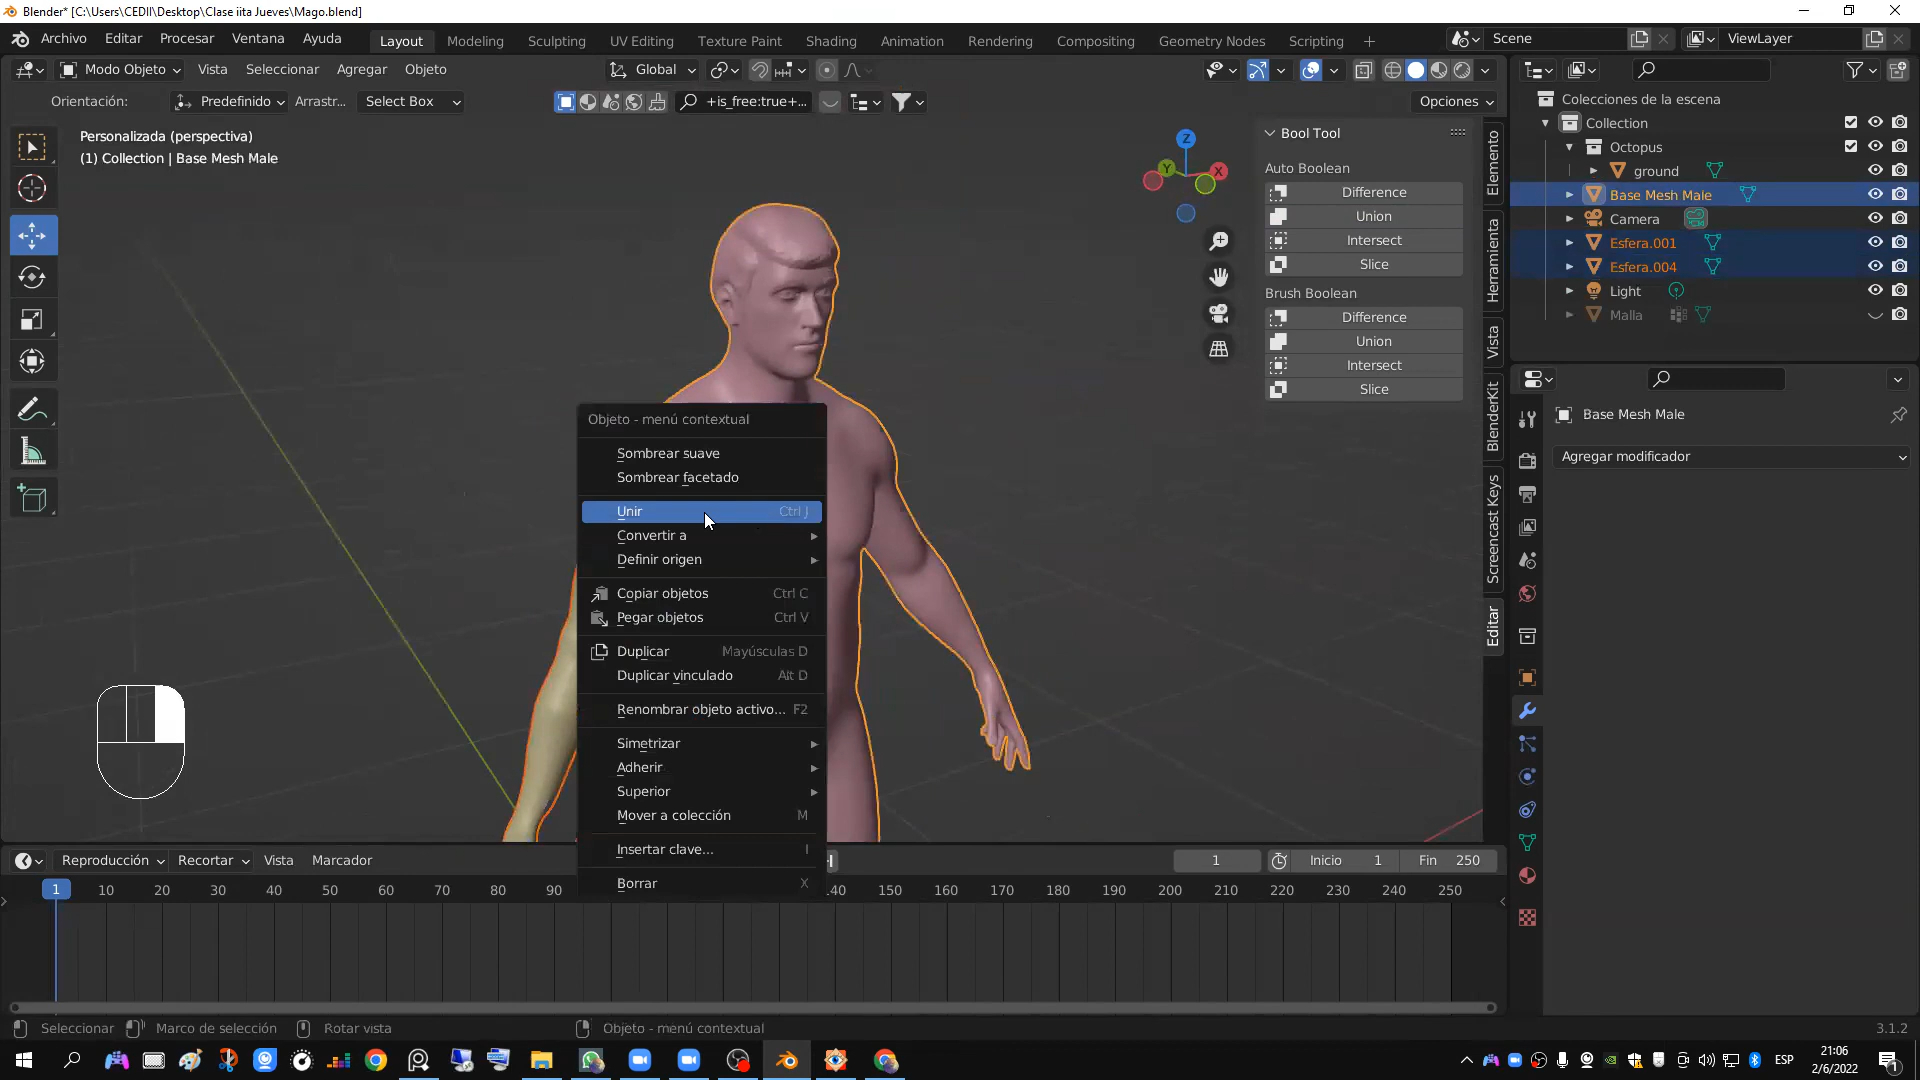 Blender* [C:\Users\CEDII\Desktop\Clase iita Jueves\Mago.blend]
Archivo Editar Procesar Ventana Ayuda Layout Modeling Sculpting UV Editing Texture Paint Shading Animation Rendering Compositing Geometry Nodes Scripting + Scene ViewLayer
Modo Objeto Vista Seleccionar Agregar Objeto Global
Orientación: Predefinido Arrastr... Select Box +is_free:true+... Opciones
Personalizada (perspectiva)
(1) Collection | Base Mesh Male
Z
Y
X
Bool Tool
Auto Boolean
Difference
Union
Intersect
Slice
Brush Boolean
Difference
Union
Intersect
Slice
Elemento
Herramienta
Vista
BlenderKit
Screencast Keys
Editar
Colecciones de la escena
Collection
Octopus
ground
Base Mesh Male
Camera
Esfera.001
Esfera.004
Light
Malla
Base Mesh Male
Agregar modificador
Objeto - menú contextual
Sombrear suave
Sombrear facetado
Unir Ctrl J
Convertir a
Definir origen
Copiar objetos Ctrl C
Pegar objetos Ctrl V
Duplicar Mayúsculas D
Duplicar vinculado Alt D
Renombrar objeto activo... F2
Simetrizar
Adherir
Superior
Mover a colección M
Insertar clave... I
Borrar X
Reproducción Recortar Vista Marcador 1 Inicio 1 Fin 250
1 10 20 30 40 50 60 70 80 90 140 150 160 170 180 190 200 210 220 230 240 250
Seleccionar Marco de selección Rotar vista Objeto - menú contextual 3.1.2
ESP
21:06
2/6/2022
1